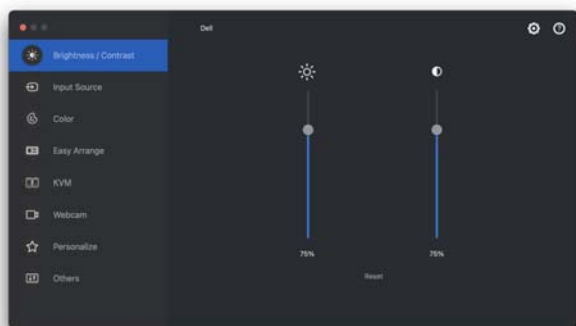 Dell
Brightness / Contrast
Input Source
Color
Easy Arrange
KVM
Webcam
Personalize
Others
75%
75%
Reset